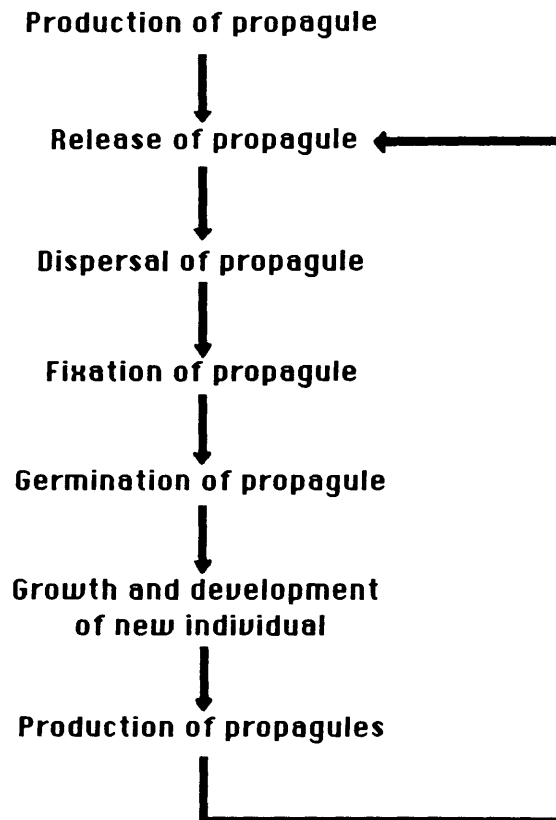 Production of propagule
Release of propagule
Dispersal of propagule
Fixation of propagule
Germination of propagule
Growth and development
of new individual
Production of propagules